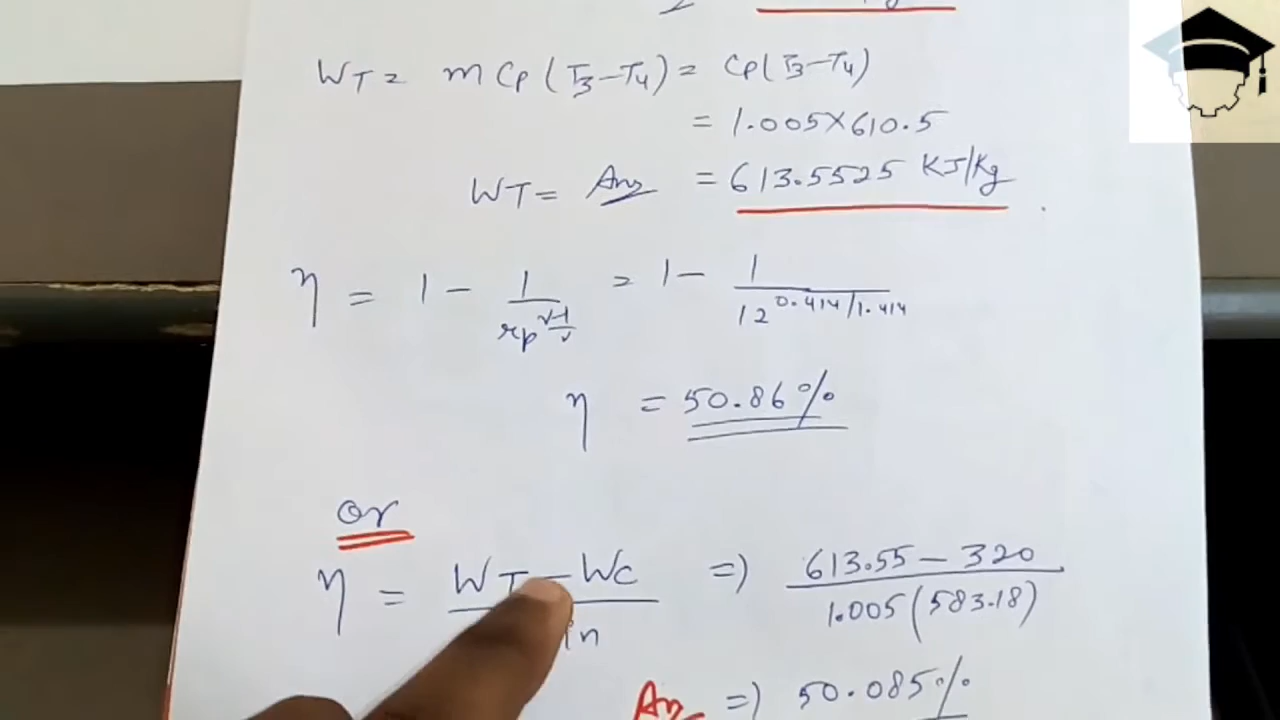 WT = m Cp (T3-T4) = Cp(T3-T4)
= 1.005×610.5
WT = Ans = 613.5525 KJ/Kg
η = 1 - 1/rp^(γ-1/γ) = 1 - 1/12^0.414/1.414
η = 50.86%
Or
η = WT - Wc / in => 613.55 - 320 / 1.005(583.18)
Ans => 50.085%